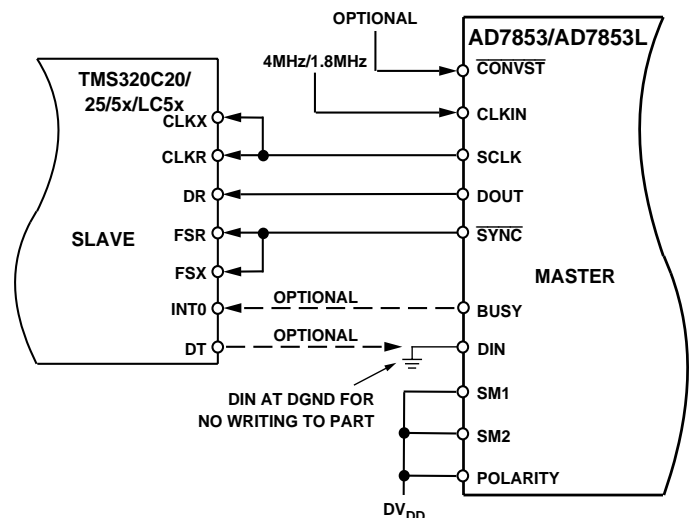 OPTIONAL
4MHz/1.8MHz
AD7853/AD7853L
CONVST
CLKIN
SCLK
DOUT
SYNC
MASTER
BUSY
DIN
SM1
SM2
POLARITY
TMS320C20/
25/5x/LC5x
CLKX
CLKR
DR
SLAVE
FSR
FSX
INT0
DT
OPTIONAL
OPTIONAL
DIN AT DGND FOR
NO WRITING TO PART
DVDD